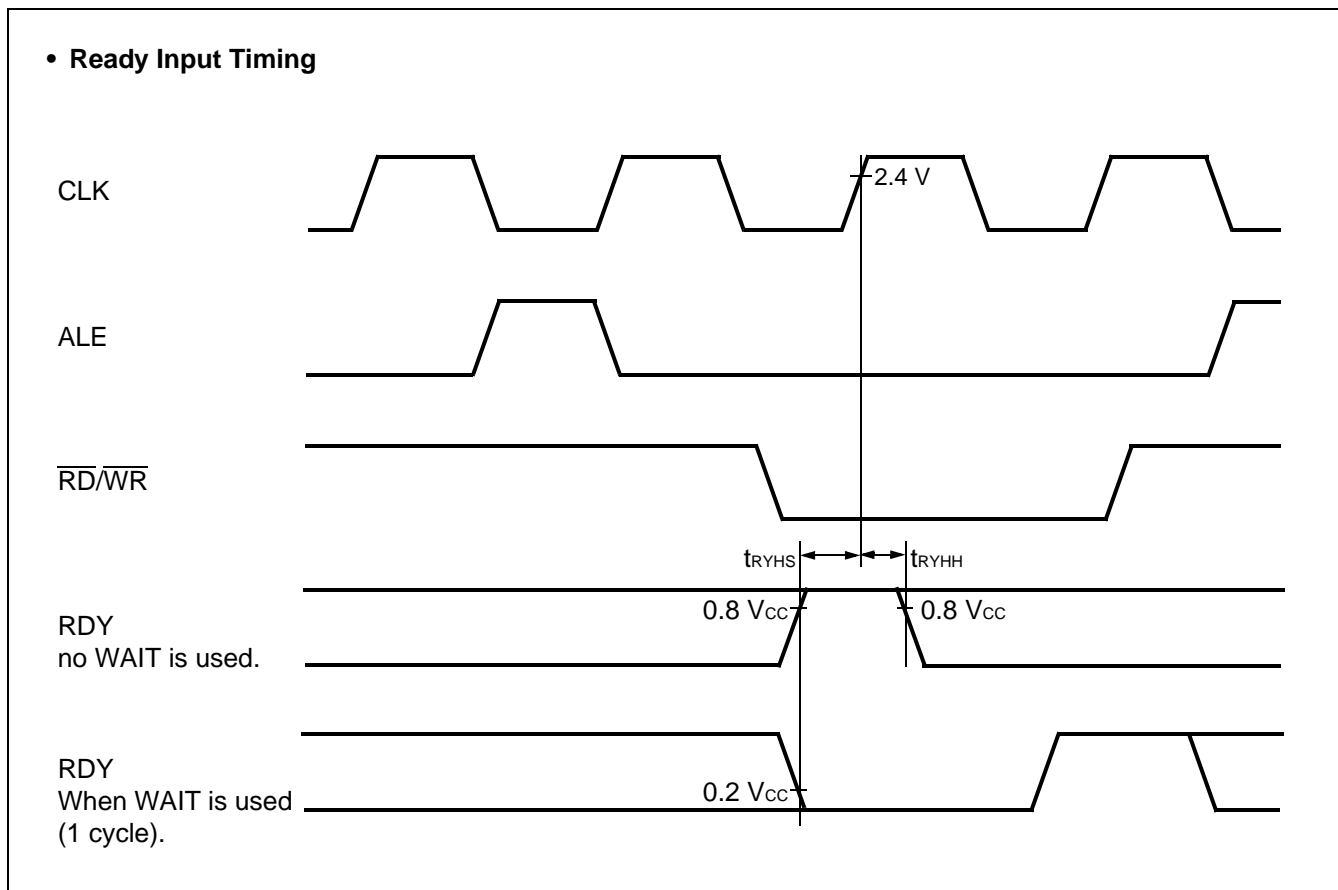 • Ready Input Timing
CLK
2.4 V
ALE
RD/WR
tRYHS
tRYHH
0.8 VCC
0.8 VCC
RDY
no WAIT is used.
RDY
When WAIT is used
(1 cycle).
0.2 VCC